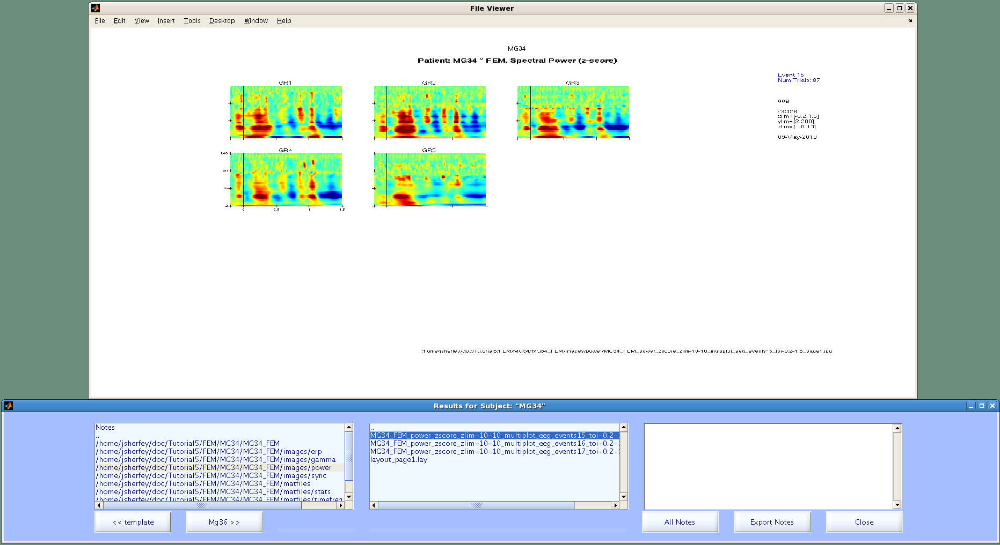 File Viewer
File Edit View Insert Tools Desktop Window Help
MG34
Patient: MG34 * FEM, Spectral Power (z-score)
Event 15
Num Trials: 87
GR1 GR2 GR3
eeg
zscore
xlim=[-0.2 1.5]
ylim=[2 200]
09-May-2010
GR4 GR5
200
2
0 0.5 1 1.5
/home/jsherfey/doc/Tutorial5/FEM/MG34/MG34_FEM/images/power/MG34_FEM_power_zscore_zlim-10-10_multiplot_eeg_events15_toi-0.2-1.5_page1.jpg
Results for Subject: "MG34"
Notes
..
/home/jsherfey/doc/Tutorial5/FEM/MG34/MG34_FEM
/home/jsherfey/doc/Tutorial5/FEM/MG34/MG34_FEM/images/erp
/home/jsherfey/doc/Tutorial5/FEM/MG34/MG34_FEM/images/gamma
/home/jsherfey/doc/Tutorial5/FEM/MG34/MG34_FEM/images/power
/home/jsherfey/doc/Tutorial5/FEM/MG34/MG34_FEM/images/sync
/home/jsherfey/doc/Tutorial5/FEM/MG34/MG34_FEM/matfiles
/home/jsherfey/doc/Tutorial5/FEM/MG34/MG34_FEM/matfiles/stats
/home/jsherfey/doc/Tutorial5/FEM/MG34/MG34_FEM/matfiles/timefreq
..
MG34_FEM_power_zscore_zlim-10-10_multiplot_eeg_events15_toi-0.2-
MG34_FEM_power_zscore_zlim-10-10_multiplot_eeg_events16_toi-0.2-
MG34_FEM_power_zscore_zlim-10-10_multiplot_eeg_events17_toi-0.2-
layout_page1.lay
<< template
Mg36 >>
All Notes
Export Notes
Close